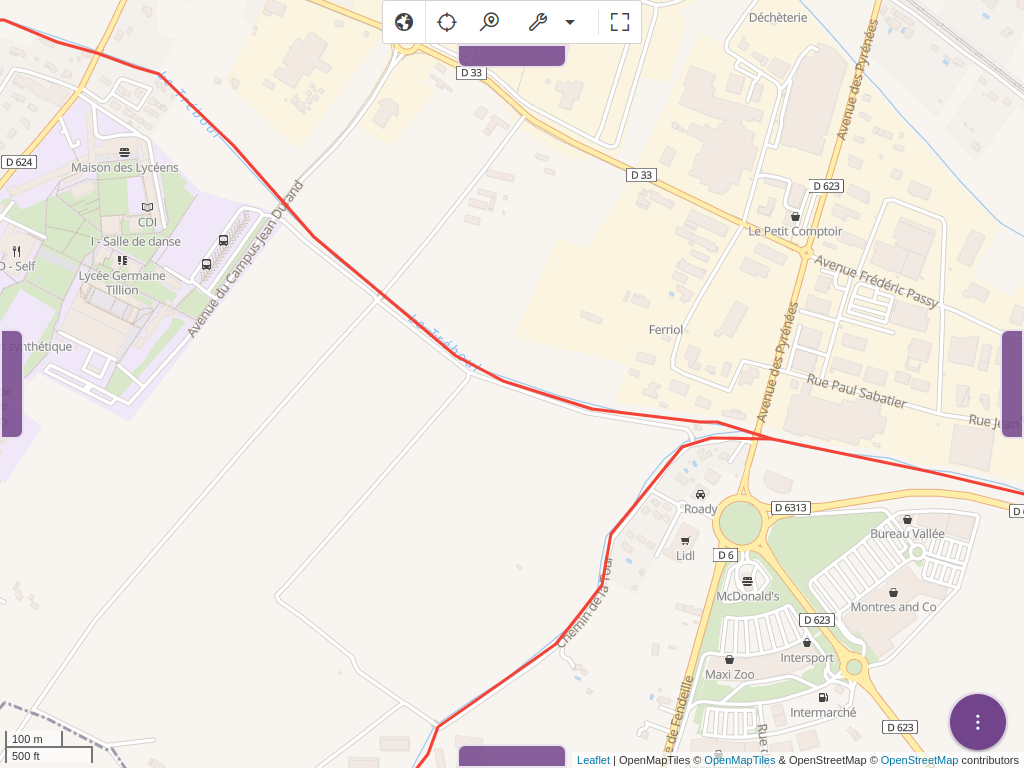 Déchèterie
D 33
Avenue des Pyrénées
Le Tréboul
D 624
Maison des Lycéens
D 33
D 623
CDI
Le Petit Comptoir
I - Salle de danse
D - Self
Lycée Germaine
Tillion
Avenue du Campus Jean Durand
Avenue Frédéric Passy
Le Tréboul
Ferriol
Avenue des Pyrénées
synthétique
Rue Paul Sabatier
Rue Jean
Roady
D 6313
Bureau Vallée
Lidl
D 6
McDonald's
Chemin de la Tour
Montres and Co
D 623
Intersport
Maxi Zoo
Intermarché
D 623
de Fendeille
100 m
500 ft
Leaflet | OpenMapTiles © OpenMapTiles & OpenStreetMap © OpenStreetMap contributors